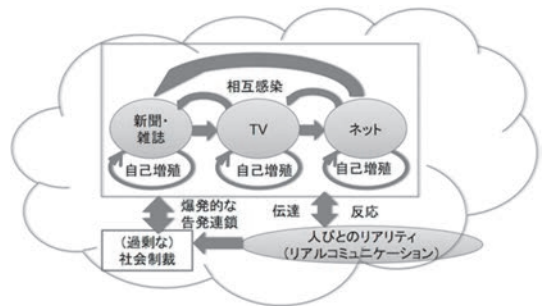 相互感染
新聞・
雑誌
TV
ネット
自己増殖
自己増殖
自己増殖
爆発的な
告発連鎖
伝達
反応
(過剰な)
社会制裁
人びとのリアリティ
(リアルコミュニケーション)